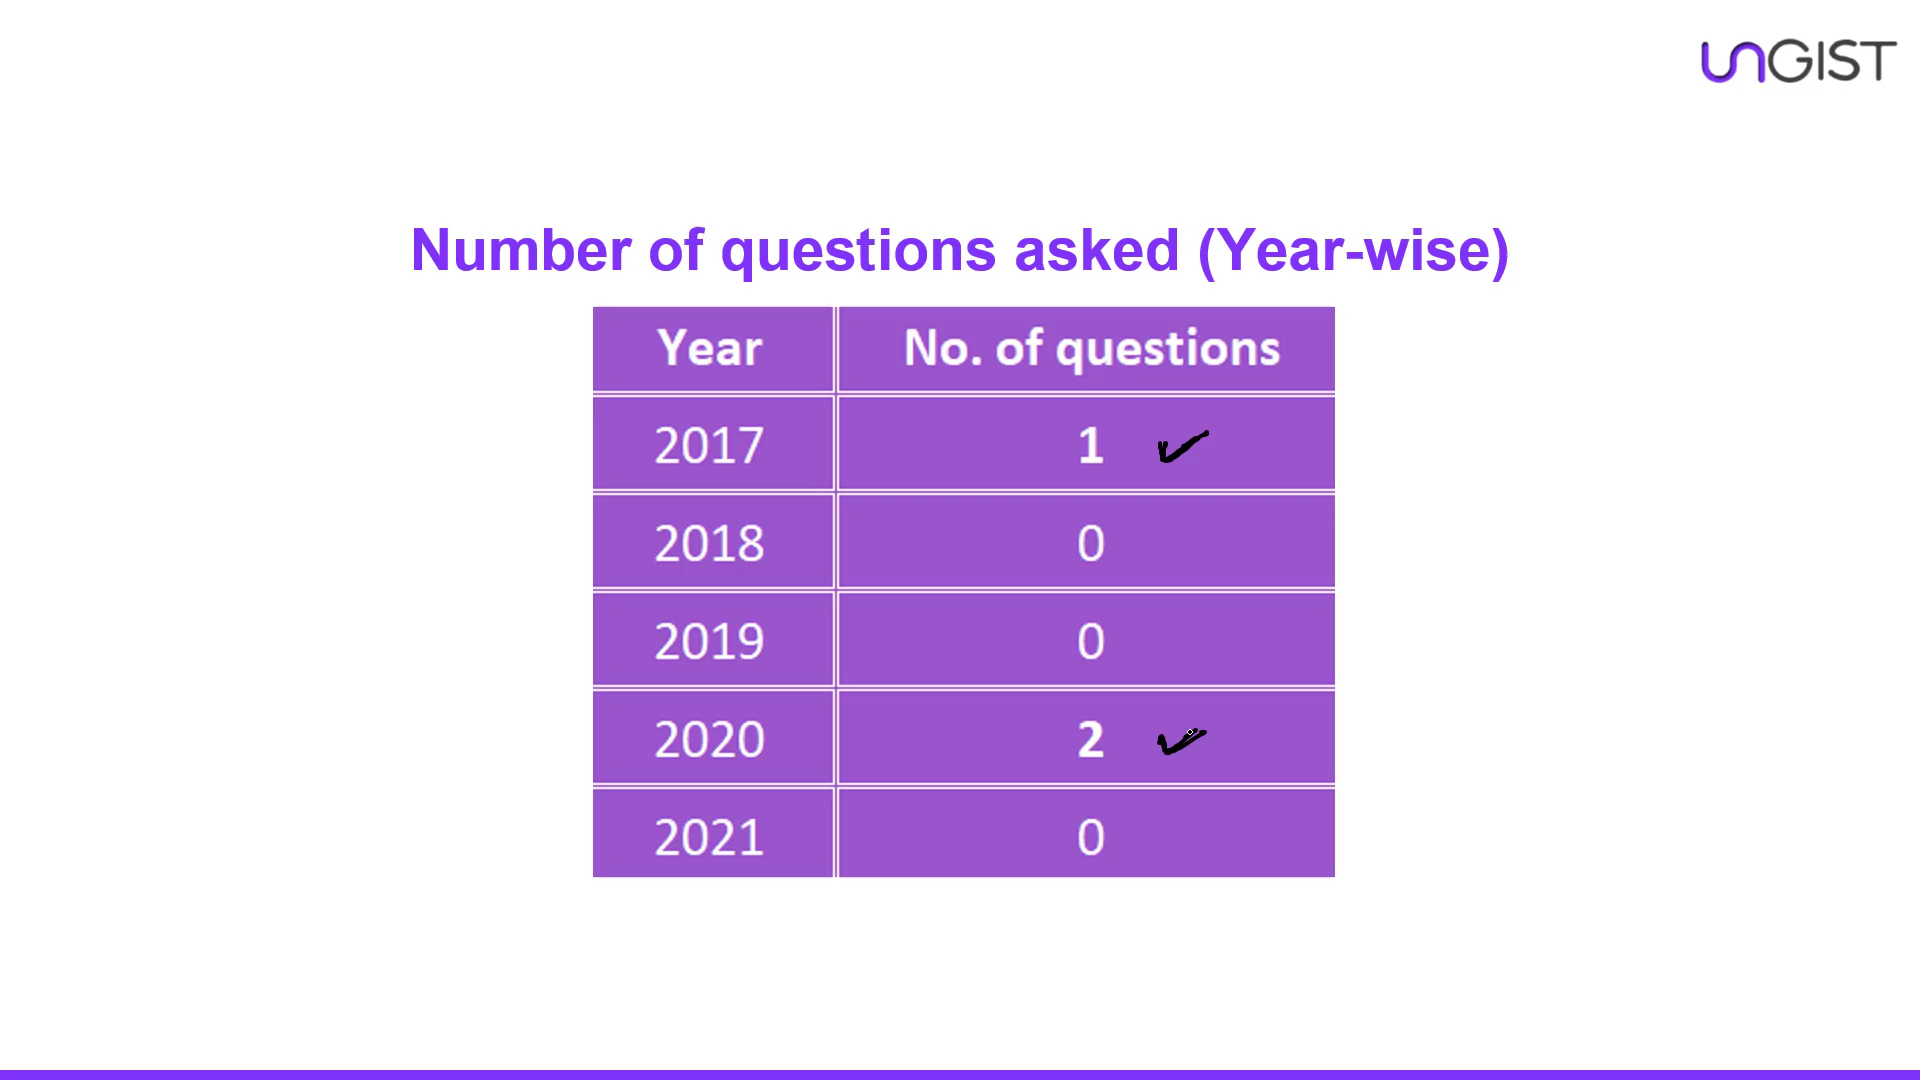 UNGIST
Number of questions asked (Year-wise)
Year No. of questions
2017 1
2018 0
2019 0
2020 2
2021 0